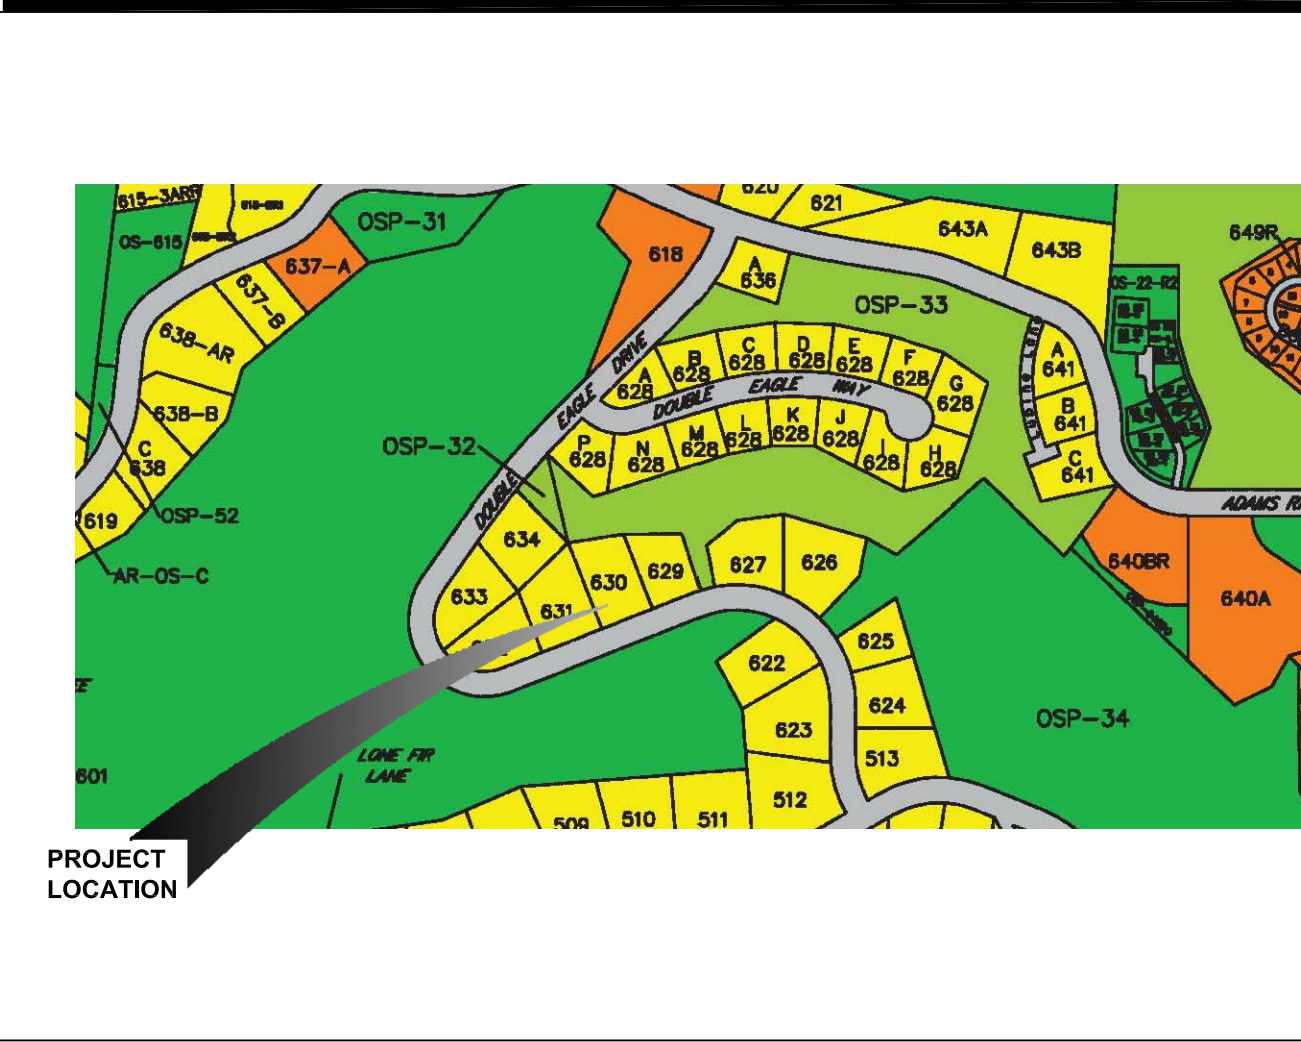 615-3ARR
OS-615
OSP-31
637-A
637-B
638-AR
638-B
C
638
619
OSP-52
AR-OS-C
601
618
620
621
643A
643B
A
636
OSP-33
649R
OS-22-R2
Lupine Lane
A
641
B
641
C
641
DOUBLE EAGLE DRIVE
A
628
B
628
C
628
D
628
E
628
F
628
G
628
DOUBLE EAGLE WAY
P
628
N
628
M
628
L
628
K
628
J
628
I
628
H
628
OSP-32
634
633
631
630
629
627
626
625
622
624
623
513
512
511
510
509
ADAMS
640BR
640A
OSP-34
LONE FIR
LANE
PROJECT
LOCATION